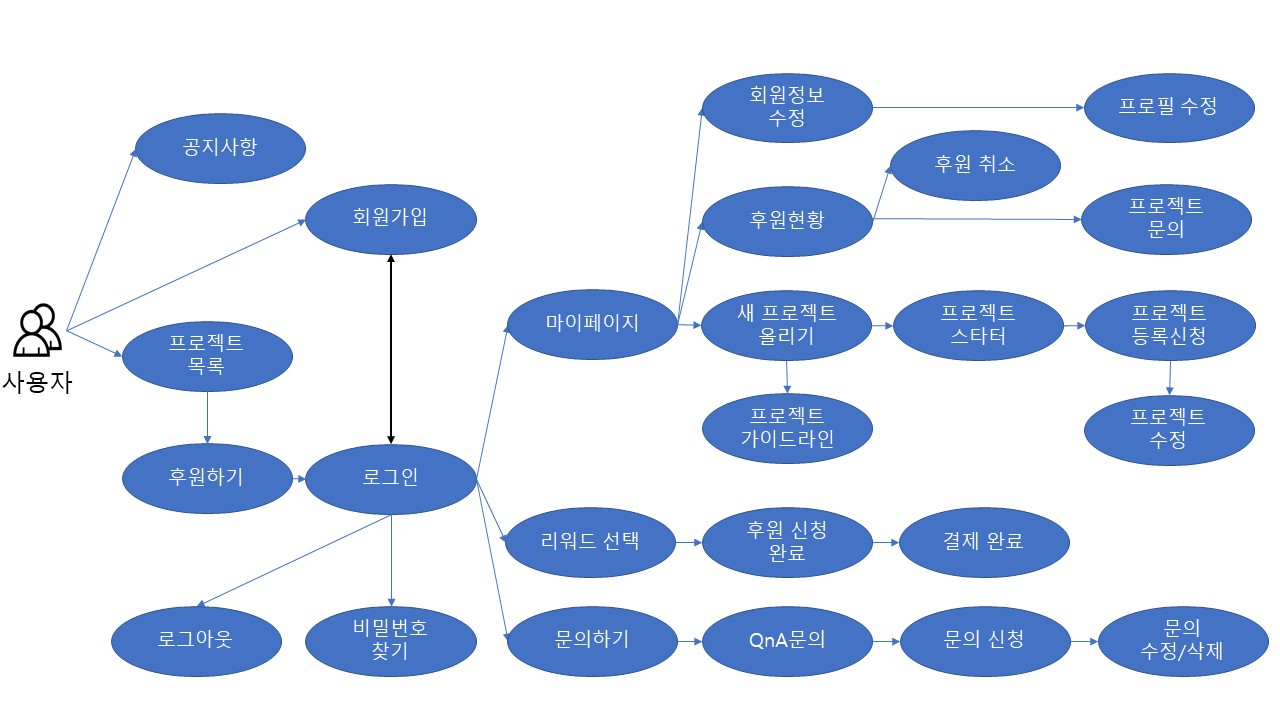 회원정보
수정
프로필 수정
공지사항
후원 취소
회원가입
후원현황
프로젝트
문의
사용자
프로젝트
목록
마이페이지
새 프로젝트
올리기
프로젝트
스타터
프로젝트
등록신청
프로젝트
가이드라인
프로젝트
수정
후원하기
로그인
리워드 선택
후원 신청
완료
결제 완료
로그아웃
비밀번호
찾기
문의하기
QnA문의
문의 신청
문의
수정/삭제